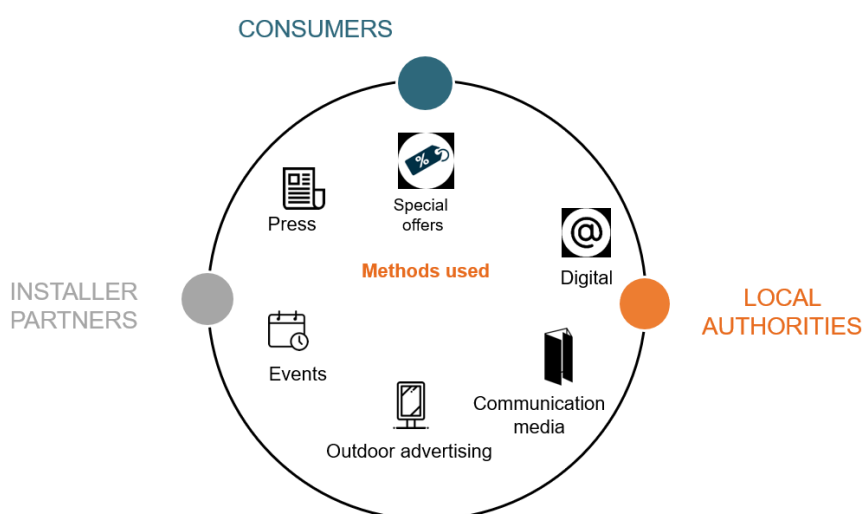 CONSUMERS
%
Special
offers
Press
@
Digital
Methods used
INSTALLER
PARTNERS
LOCAL
AUTHORITIES
Events
Communication
media
Outdoor advertising